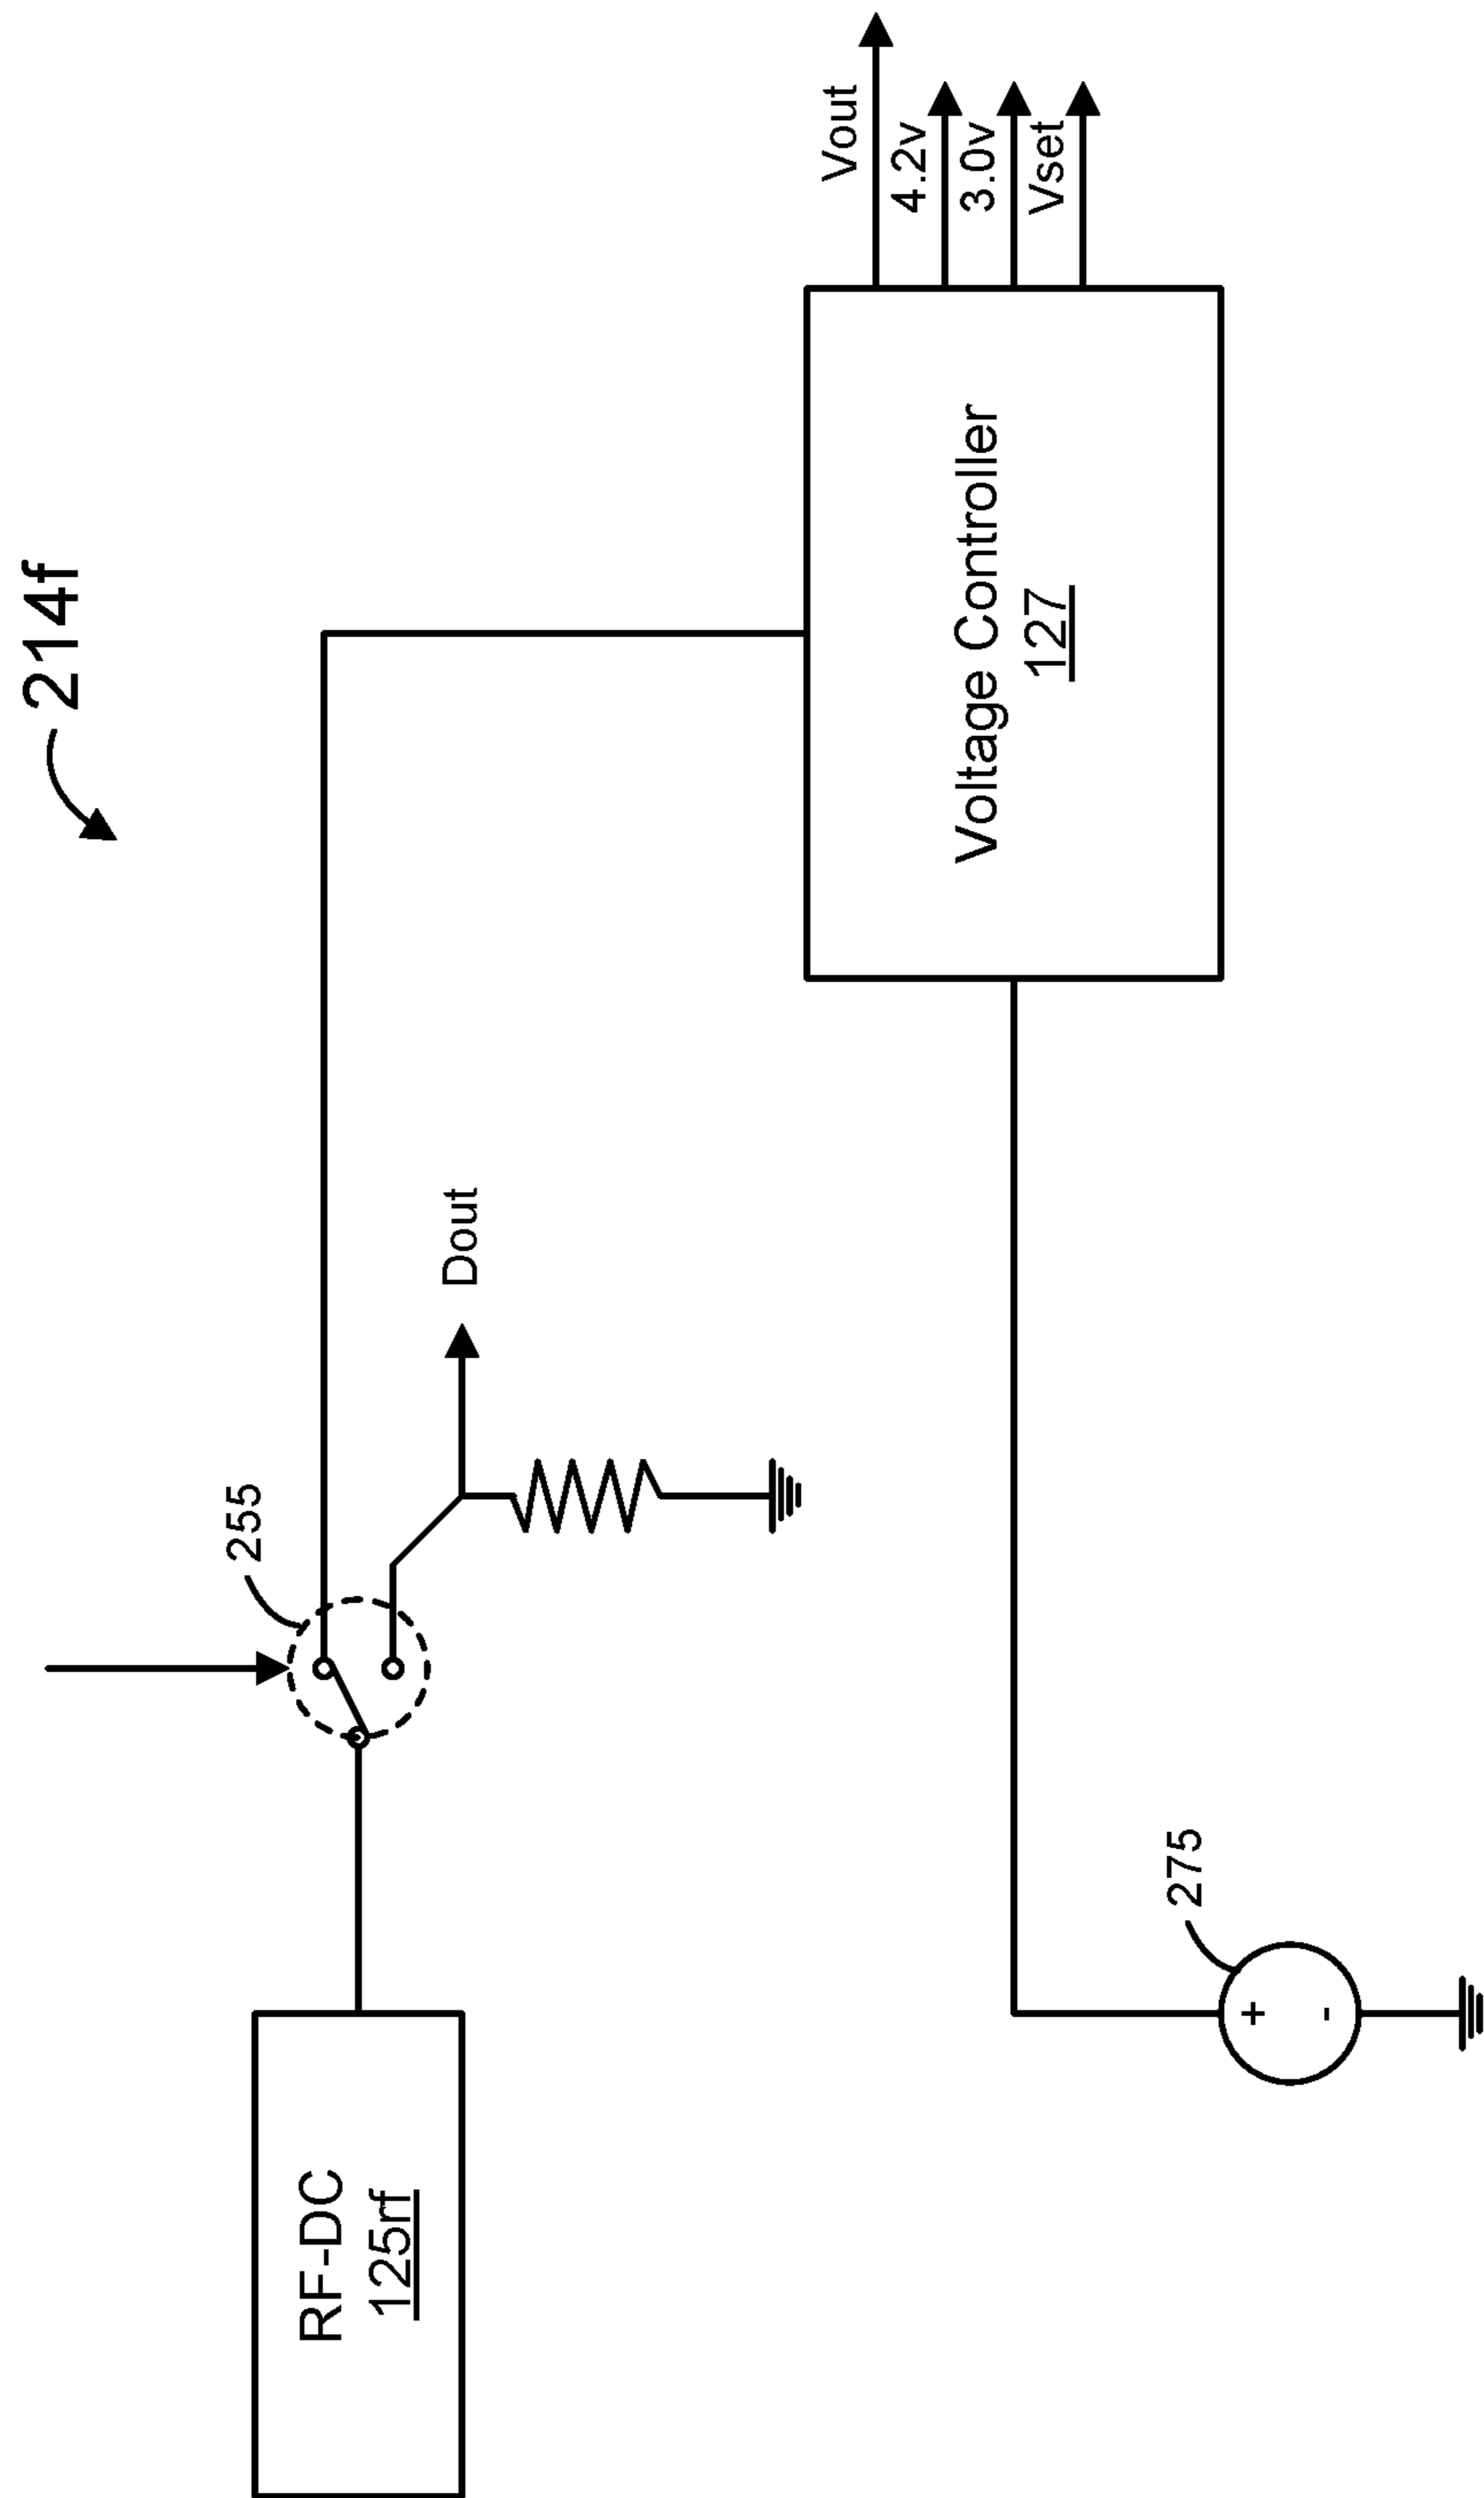 214f
255
RF-DC
125rf
Dout
Voltage Controller
127
Vout
4.2v
3.0v
Vset
275
+
-